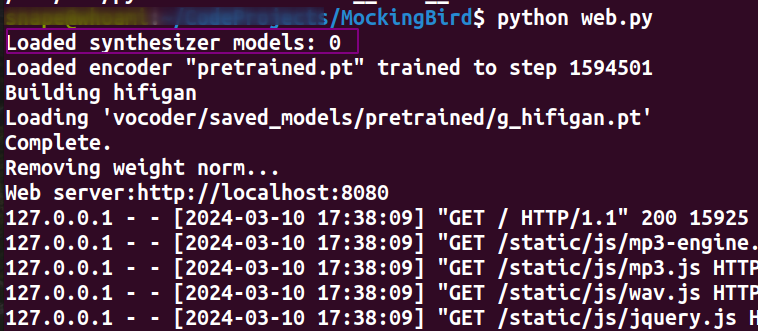 /CodeProjects/MockingBird$ python web.py
Loaded synthesizer models: 0
Loaded encoder "pretrained.pt" trained to step 1594501
Building hifigan
Loading 'vocoder/saved_models/pretrained/g_hifigan.pt'
Complete.
Removing weight norm...
Web server:http://localhost:8080
127.0.0.1 - - [2024-03-10 17:38:09] "GET / HTTP/1.1" 200 15925
127.0.0.1 - - [2024-03-10 17:38:09] "GET /static/js/mp3-engine.
127.0.0.1 - - [2024-03-10 17:38:09] "GET /static/js/mp3.js HTTP
127.0.0.1 - - [2024-03-10 17:38:09] "GET /static/js/wav.js HTTP
127.0.0.1 - - [2024-03-10 17:38:09] "GET /static/js/jquery.js H